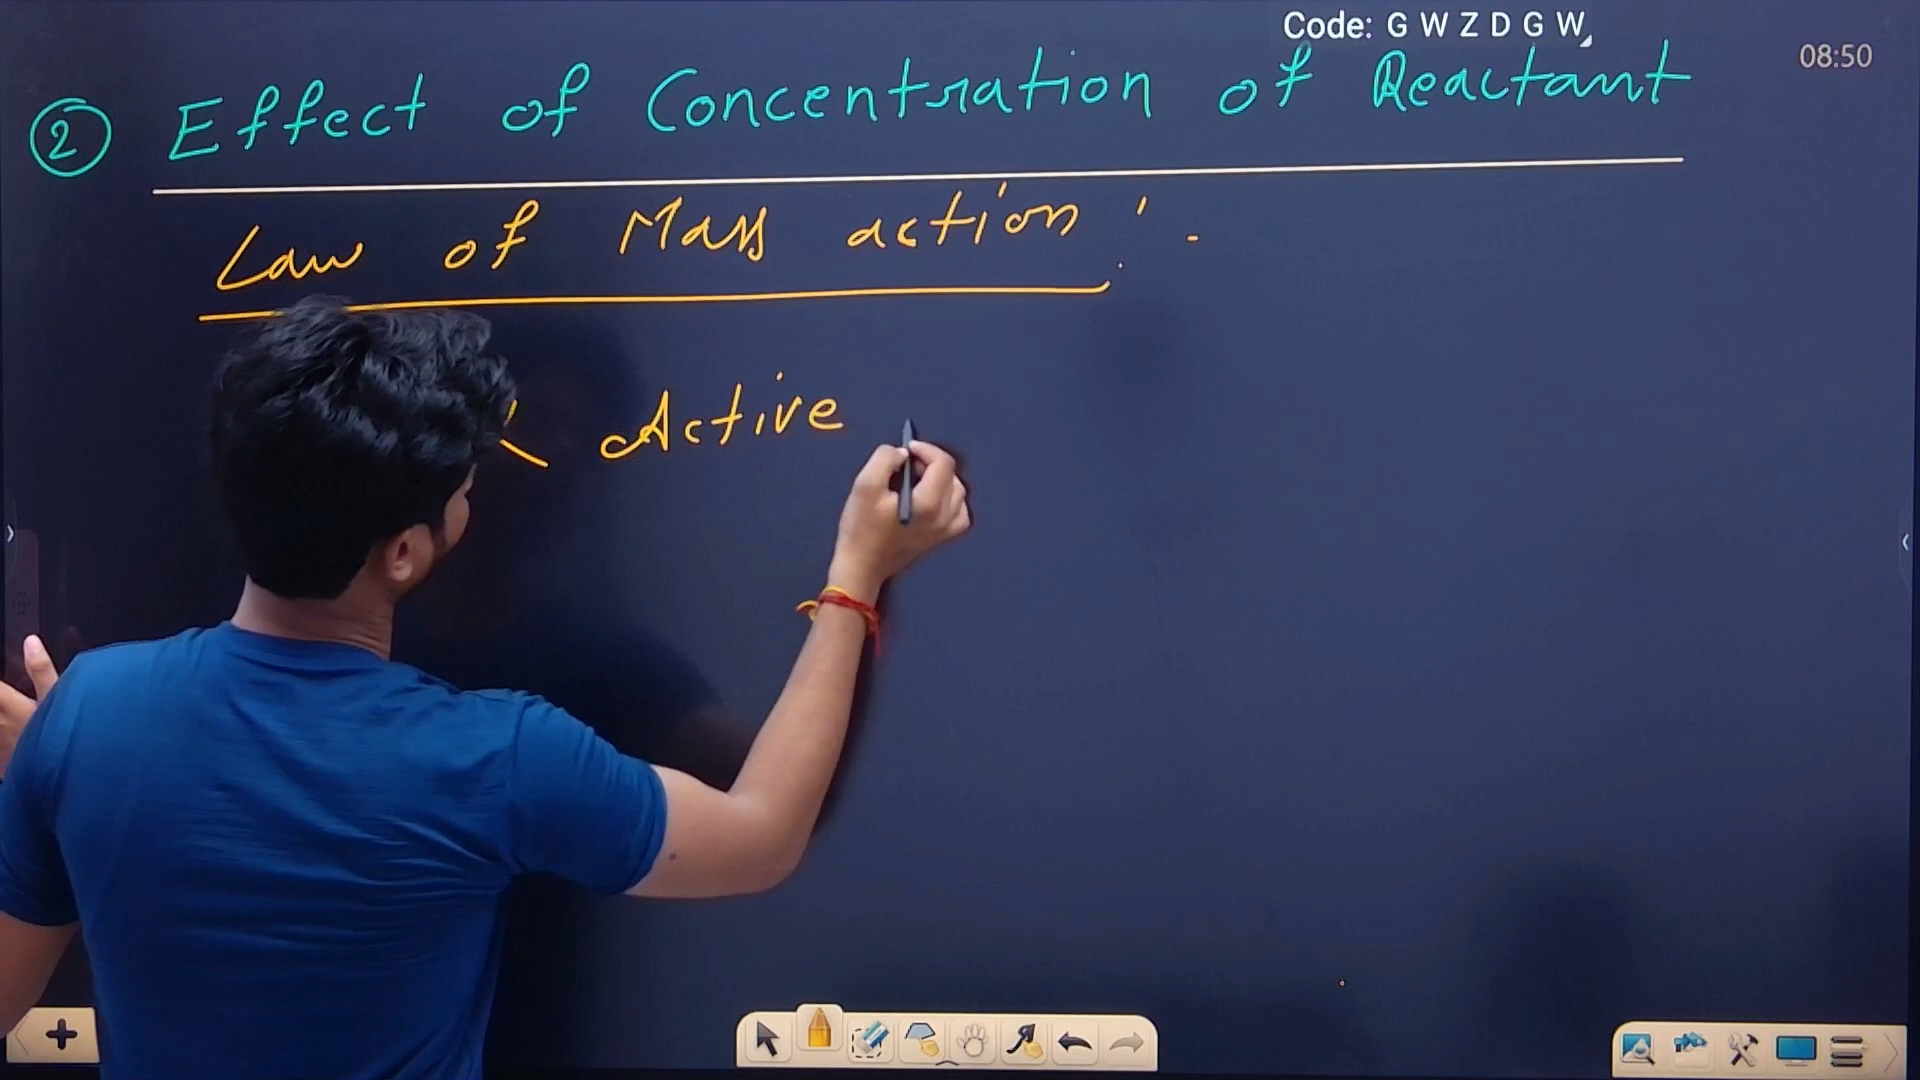 Code: G W Z D G W
08:50
② Effect of Concentration of Reactant
Law of Mass action :
Active